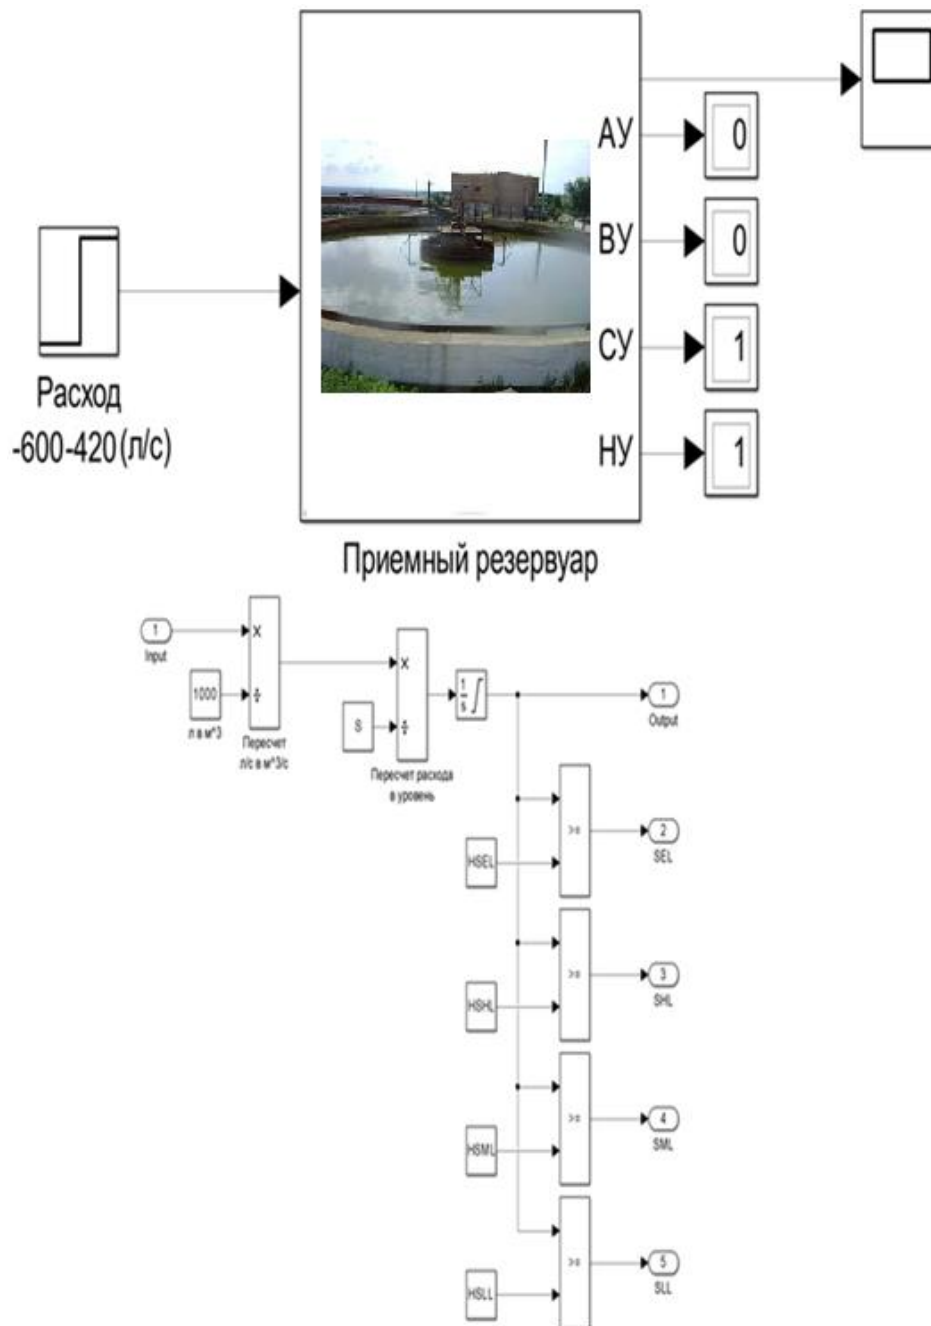 АУ
0
ВУ
0
СУ
1
НУ
1
Расход
-600-420(л/с)
Приемный резервуар
1
Input
×
÷
1000
л в м^3
Пересчет
л/с в м^3/с
×
÷
S
Пересчет расхода
в уровень
1
s
1
Output
HSEL
>=
2
SEL
HSHL
>=
3
SHL
HSML
>=
4
SML
HSLL
>=
5
SLL